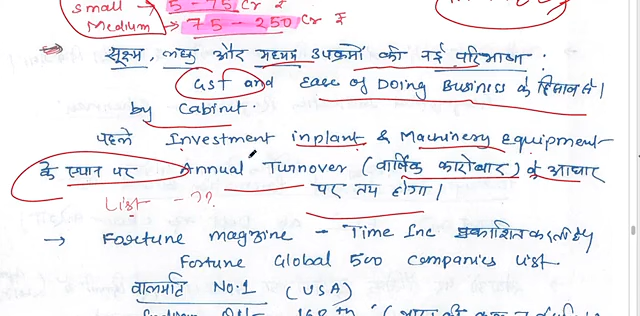 Small → 5 - 75 Cr ₹
Medium → 75 - 250 Cr ₹
⇒ सूक्ष्म, लघु और मध्यम उपक्रमों की नई परिभाषा :
GST and Ease of Doing Business के हिसाब से।
by Cabinet
पहले Investment inplant & Machinery Equipment
के स्थान पर Annual Turnover (वार्षिक कारोबार) के आधार
पर तय होगा।
List - ??
→ Fortune magazine - Time Inc प्रकाशित करती है
Fortune Global 500 companies List
वालमार्ट No.1 (USA)